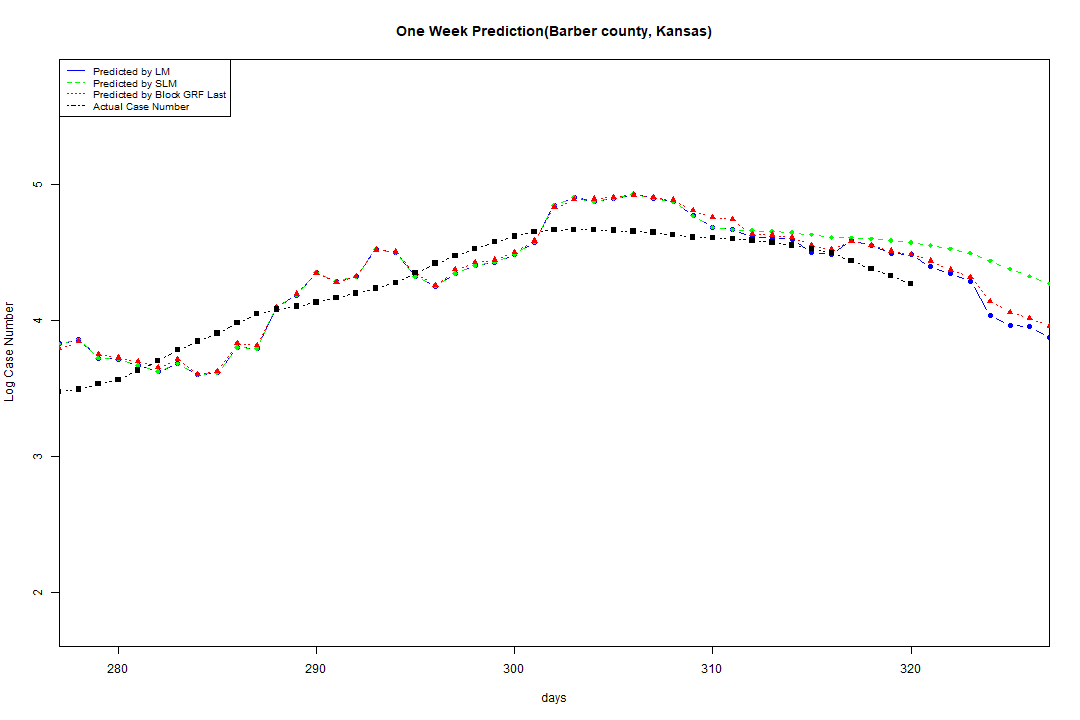 One Week Prediction(Barber county, Kansas)
Predicted by LM
Predicted by SLM
Predicted by Block GRF Last
Actual Case Number
5
4
3
2
Log Case Number
280 290 300 310 320
days